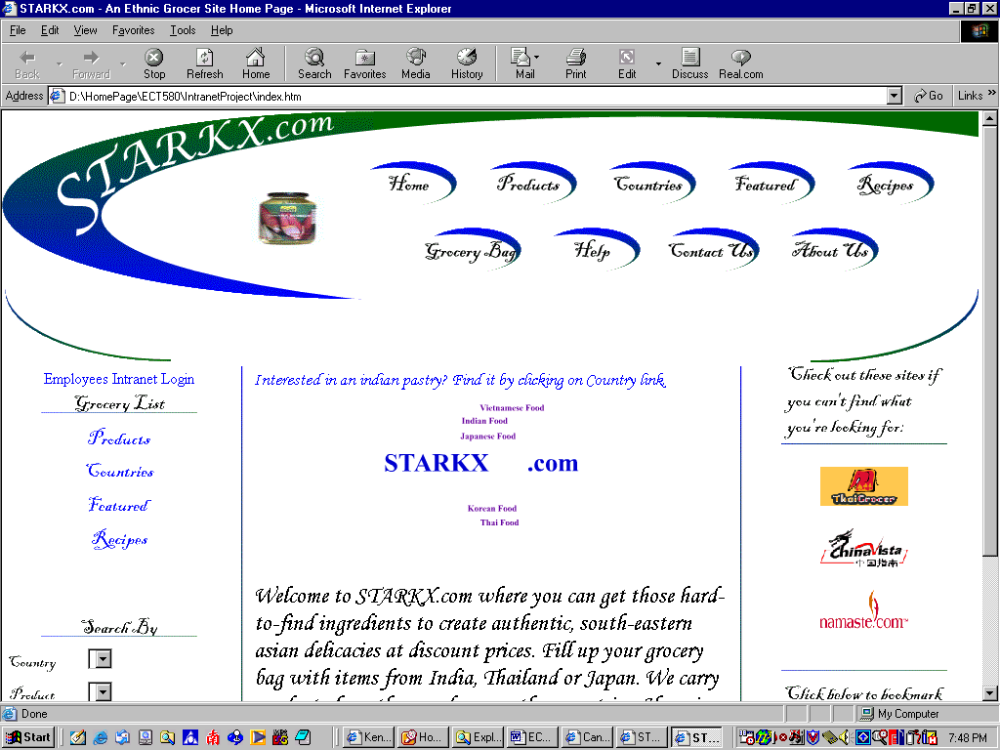 STARKX.com - An Ethnic Grocer Site Home Page - Microsoft Internet Explorer
File Edit View Favorites Tools Help
Back Forward Stop Refresh Home Search Favorites Media History Mail Print Edit Discuss Real.com
Address D:\HomePage\ECT580\IntranetProject\index.htm Go Links »
STARKX.com
Home Products Countries Featured Recipes
Grocery Bag Help Contact Us About Us
Employees Intranet Login
Grocery List
Products
Countries
Featured
Recipes
Search By
Country
Product
Interested in an indian pastry? Find it by clicking on Country link.
Vietnamese Food
Indian Food
Japanese Food
STARKX .com
Korean Food
Thai Food
Welcome to STARKX.com where you can get those hard-
to-find ingredients to create authentic, south-eastern
asian delicacies at discount prices. Fill up your grocery
bag with items from India, Thailand or Japan. We carry
Check out these sites if
you can't find what
you're looking for:
ThaiGrocer
ChinaVista
中国指南
namaste.com
Click below to bookmark
Done My Computer
Start Ken... Ho... Expl... EC... Can... ST... ST... 7:48 PM